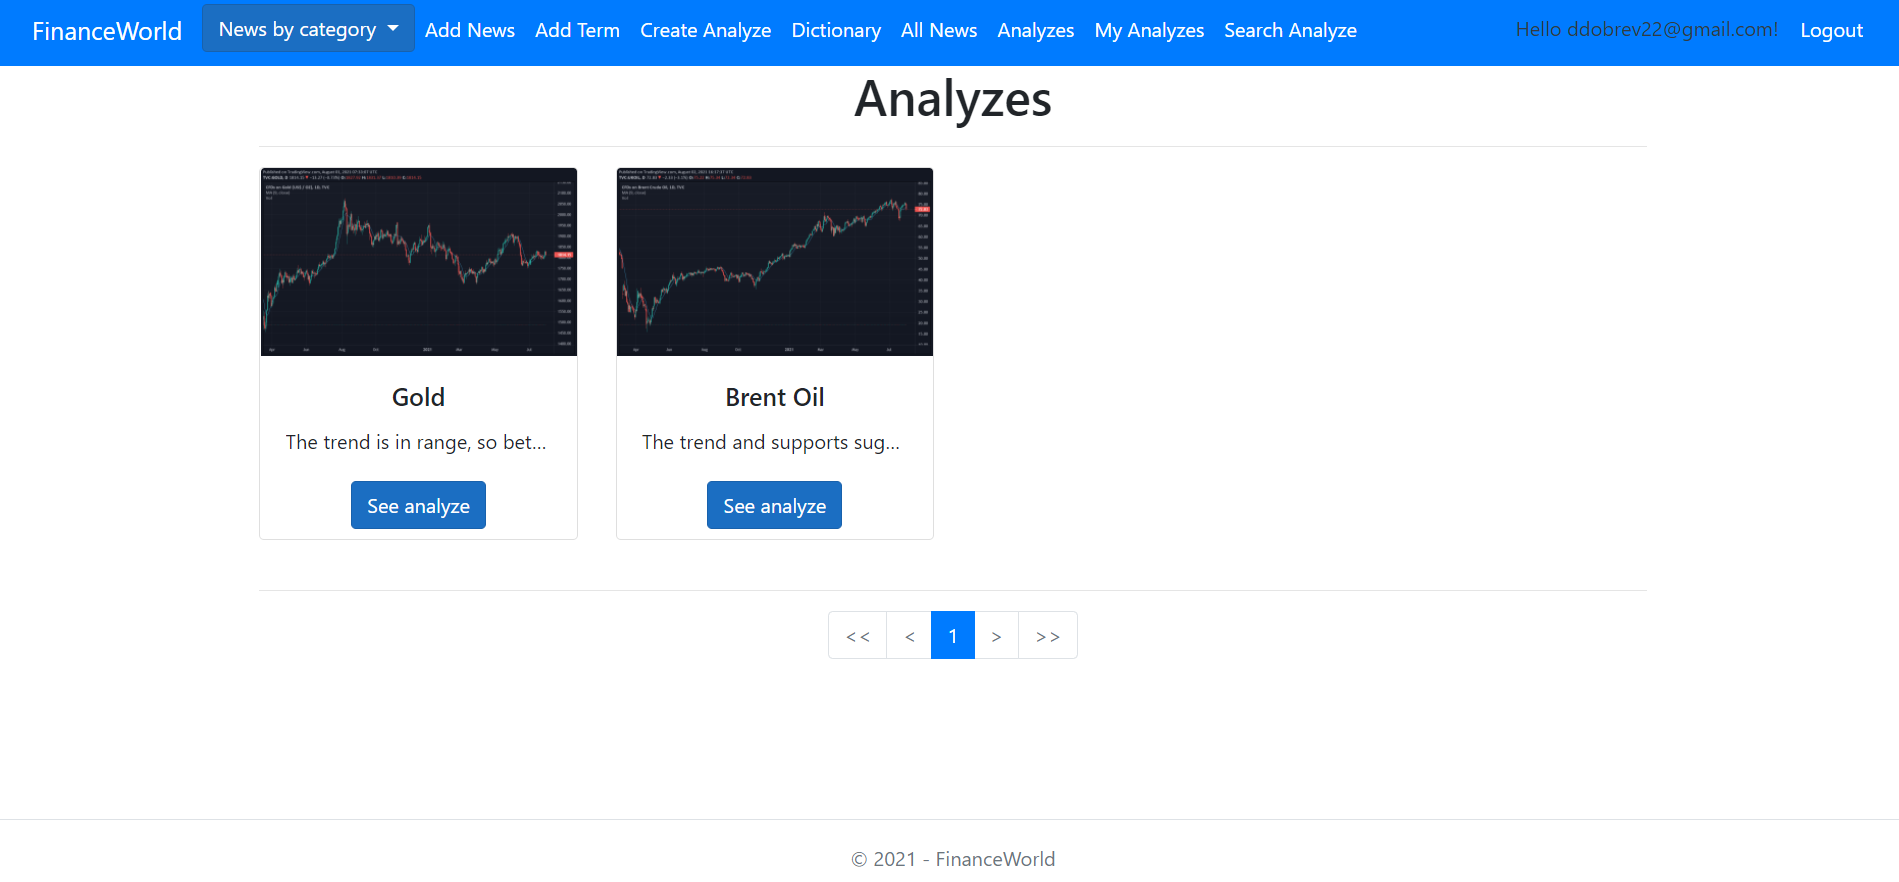 FinanceWorld News by category Add News Add Term Create Analyze Dictionary All News Analyzes My Analyzes Search Analyze Hello ddobrev22@gmail.com! Logout
Analyzes
Gold
The trend is in range, so bet...
See analyze
Brent Oil
The trend and supports sug...
See analyze
<< < 1 > >>
© 2021 - FinanceWorld